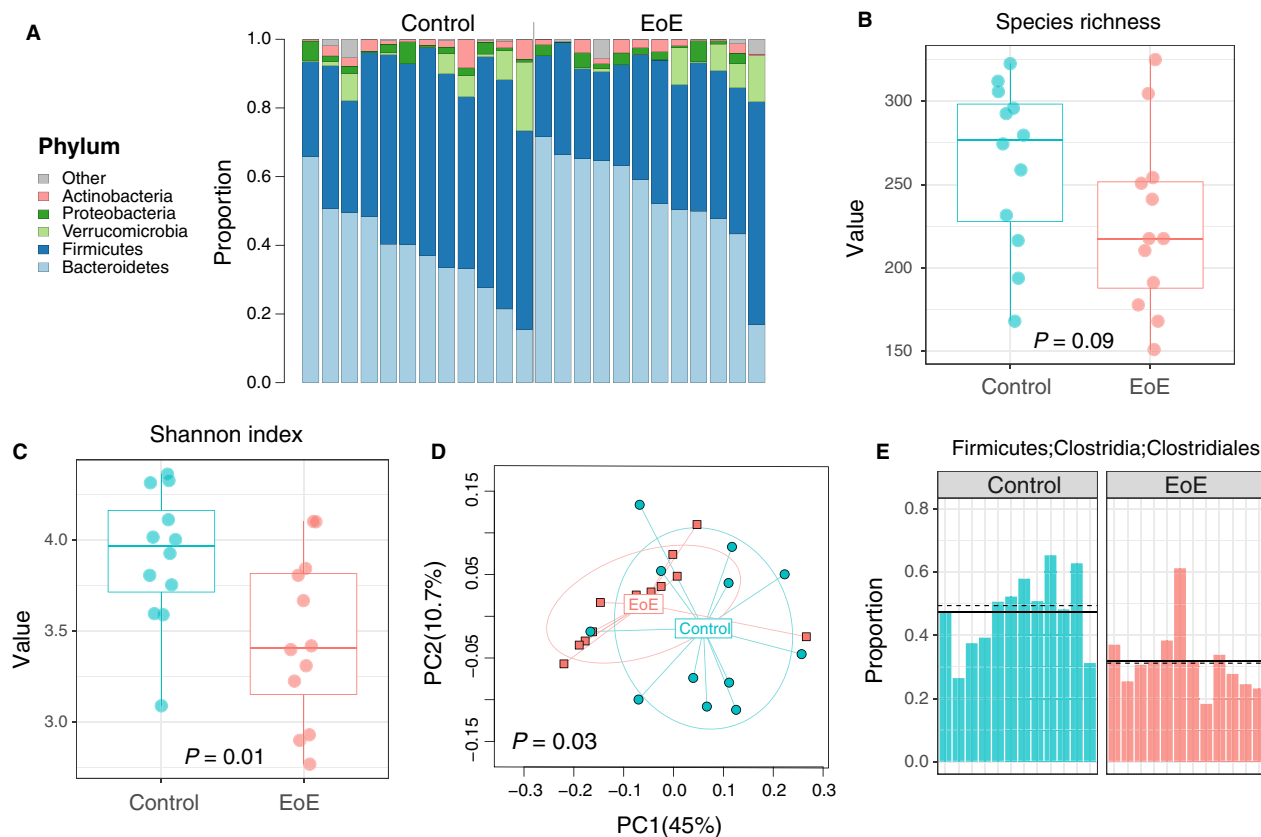 A
Control
EoE
Phylum
Other
Actinobacteria
Proteobacteria
Verrucomicrobia
Firmicutes
Bacteroidetes
Proportion
1.0
0.8
0.6
0.4
0.2
0.0
B
Species richness
Value
300
250
200
150
P = 0.09
Control
EoE
C
Shannon index
Value
4.0
3.5
3.0
P = 0.01
Control
EoE
D
PC2(10.7%)
0.15
0.05
−0.05
−0.15
EoE
Control
P = 0.03
−0.3
−0.2
−0.1
0.0
0.1
0.2
0.3
PC1(45%)
E
Firmicutes;Clostridia;Clostridiales
Control
EoE
Proportion
0.8
0.6
0.4
0.2
0.0